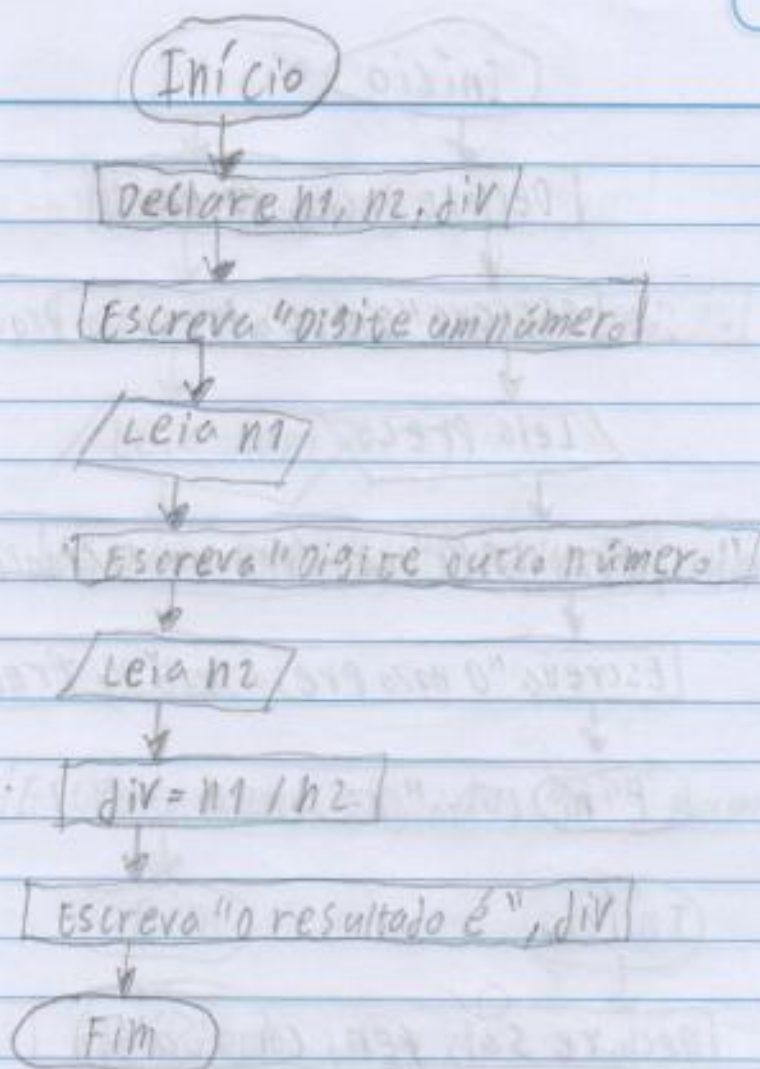 Início
Declare n1, n2, div
Escreva "Digite um número
Leia n1
Escreva "Digite outro número"
Leia n2
div = n1 / n2
Escreva "o resultado é", div
Fim